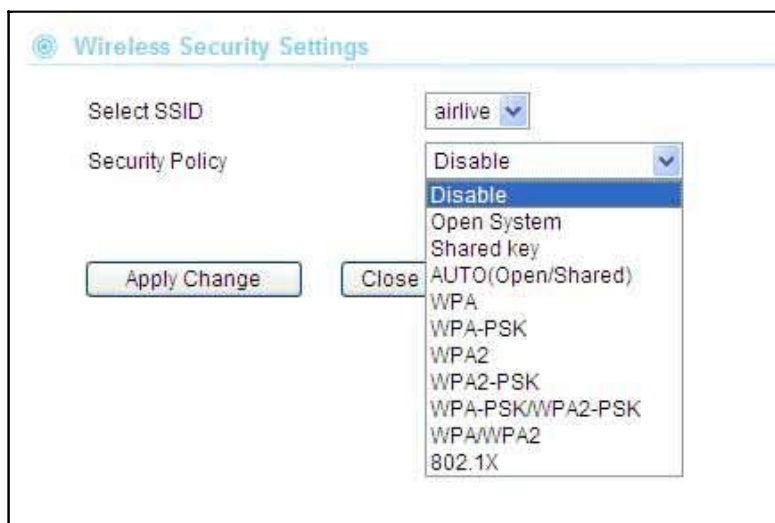 Wireless Security Settings
Select SSID
airlive
Security Policy
Disable
Disable
Open System
Shared key
AUTO(Open/Shared)
WPA
WPA-PSK
WPA2
WPA2-PSK
WPA-PSK/WPA2-PSK
WPA/WPA2
802.1X
Apply Change
Close